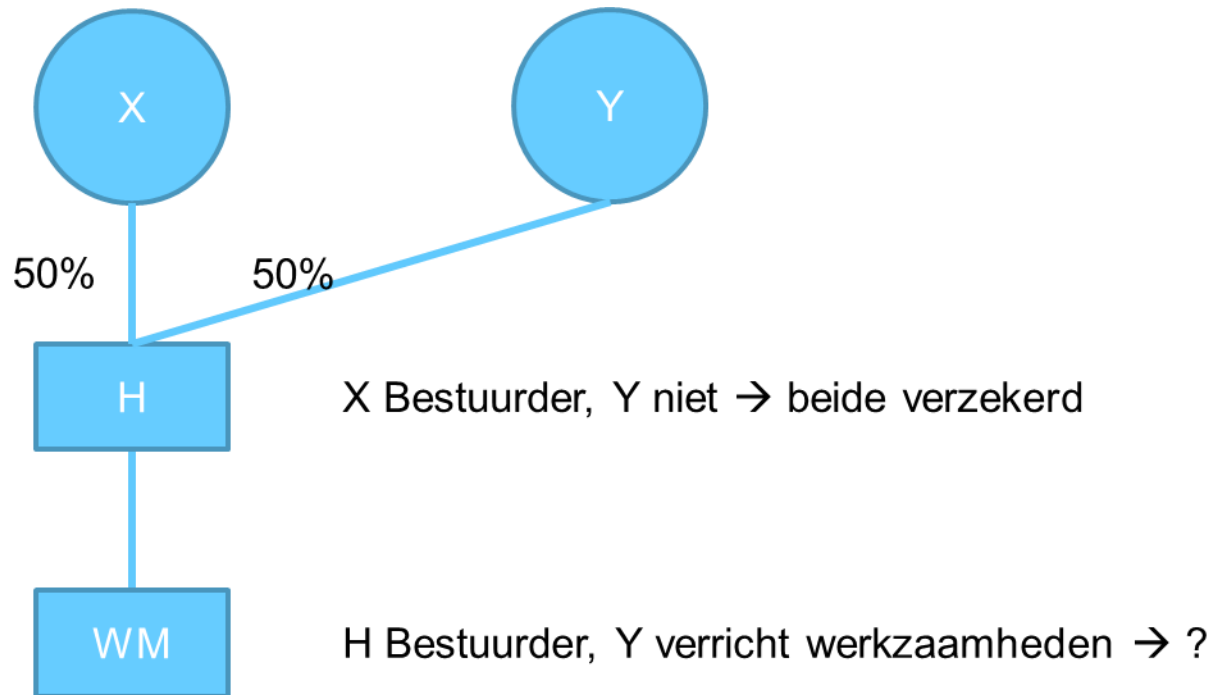 X
Y
50%
50%
H
X Bestuurder, Y niet → beide verzekerd
WM
H Bestuurder, Y verricht werkzaamheden → ?